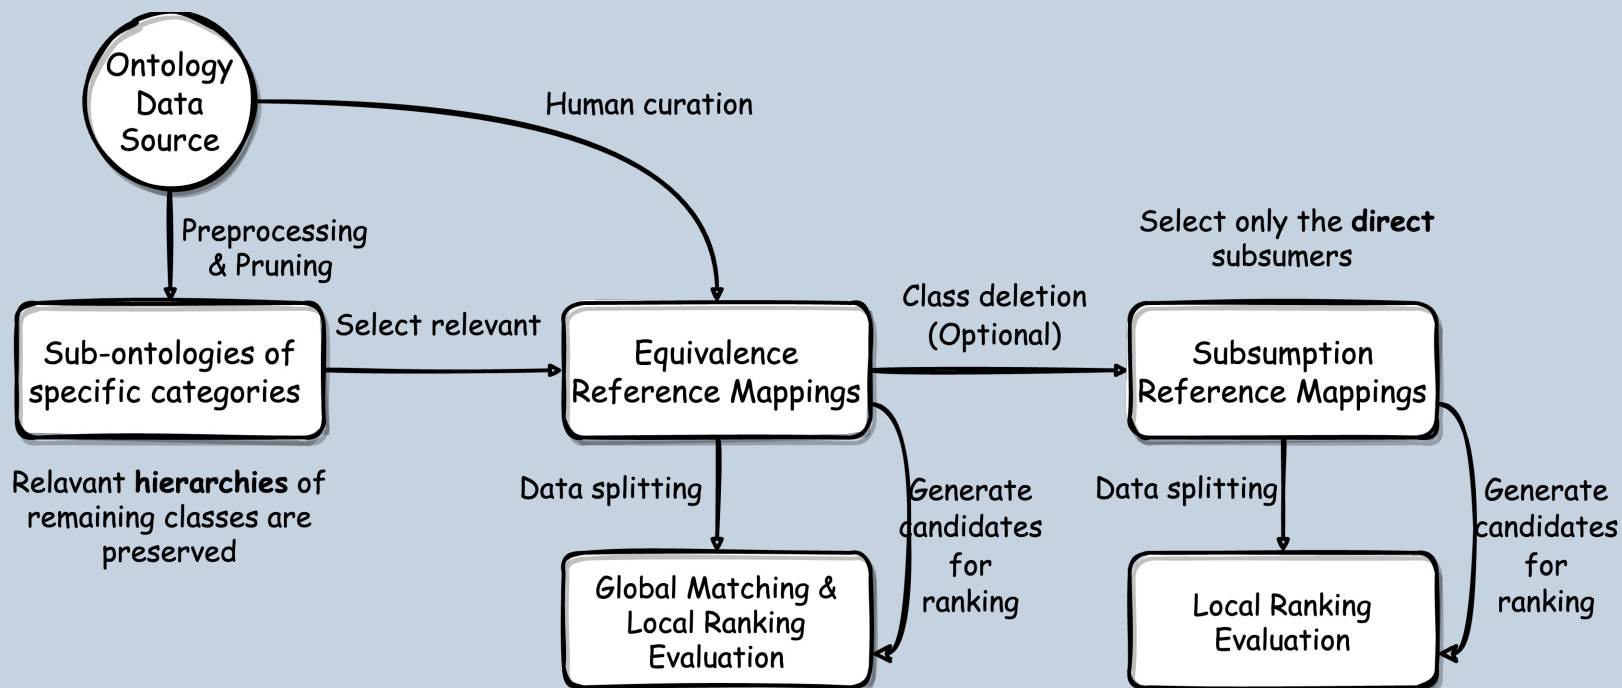 Ontology
Data
Source
Human curation
Preprocessing
& Pruning
Select only the direct
subsumers
Sub-ontologies of
specific categories
Select relevant
Equivalence
Reference Mappings
Class deletion
(Optional)
Subsumption
Reference Mappings
Relavant hierarchies of
remaining classes are
preserved
Data splitting
Generate
candidates
for
ranking
Data splitting
Generate
candidates
for
ranking
Global Matching &
Local Ranking
Evaluation
Local Ranking
Evaluation